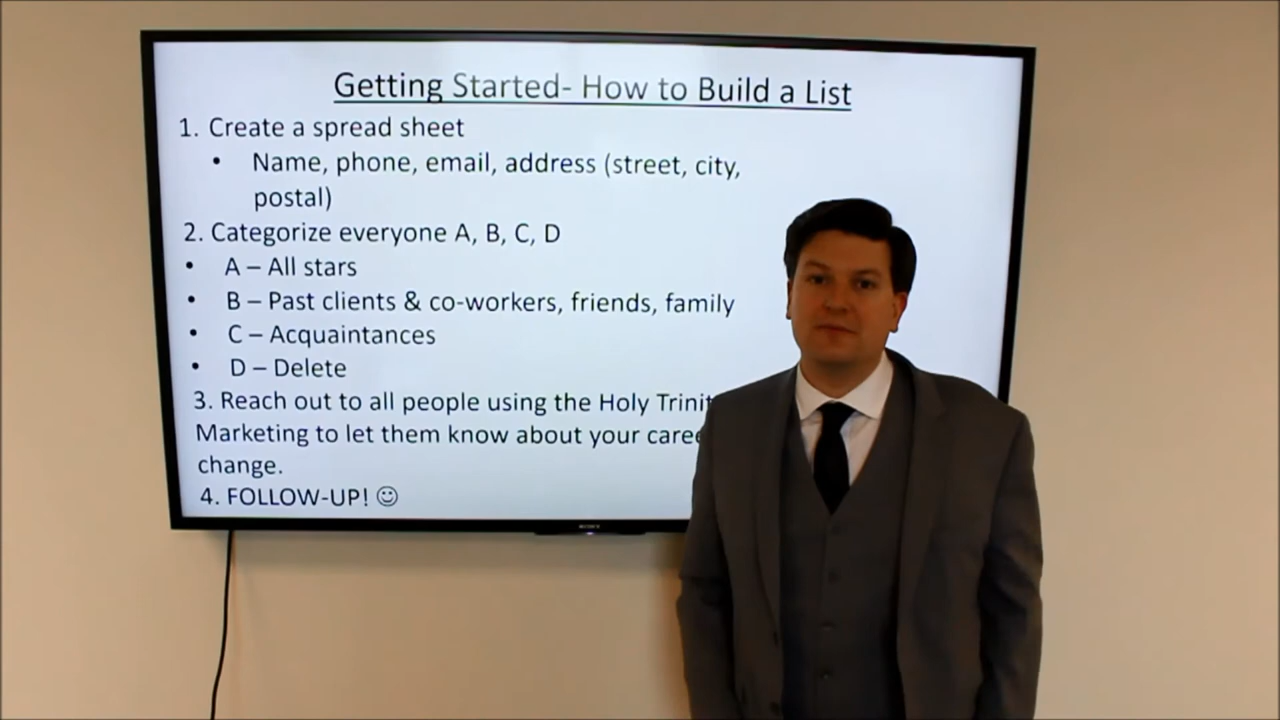 Getting Started- How to Build a List
1. Create a spread sheet
• Name, phone, email, address (street, city,
postal)
2. Categorize everyone A, B, C, D
• A – All stars
• B – Past clients & co-workers, friends, family
• C – Acquaintances
• D – Delete
3. Reach out to all people using the Holy
Marketing to let them know about your
change.
4. FOLLOW-UP! ☺
SONY